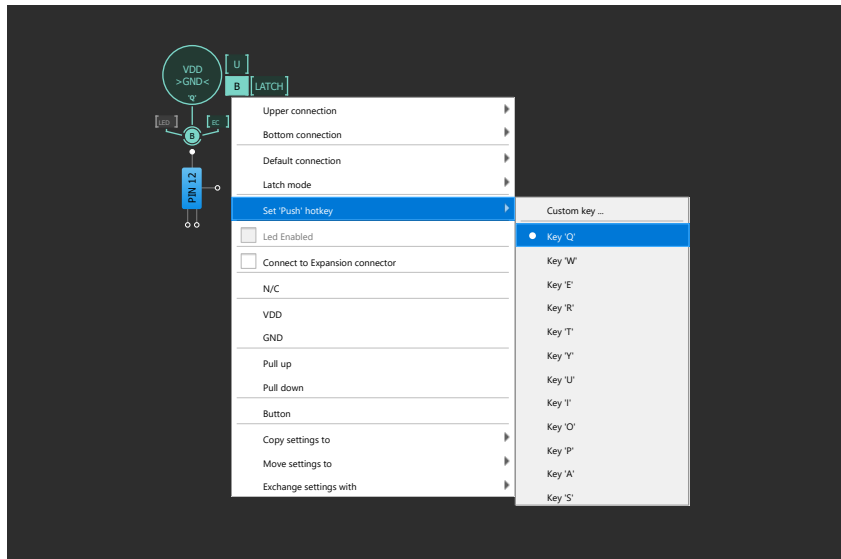 VDD
>GND<
'Q'
U
B
LATCH
LED
EC
B
PIN 12
Upper connection
Bottom connection
Default connection
Latch mode
Set 'Push' hotkey
Led Enabled
Connect to Expansion connector
N/C
VDD
GND
Pull up
Pull down
Button
Copy settings to
Move settings to
Exchange settings with
Custom key ...
Key 'Q'
Key 'W'
Key 'E'
Key 'R'
Key 'T'
Key 'Y'
Key 'U'
Key 'I'
Key 'O'
Key 'P'
Key 'A'
Key 'S'